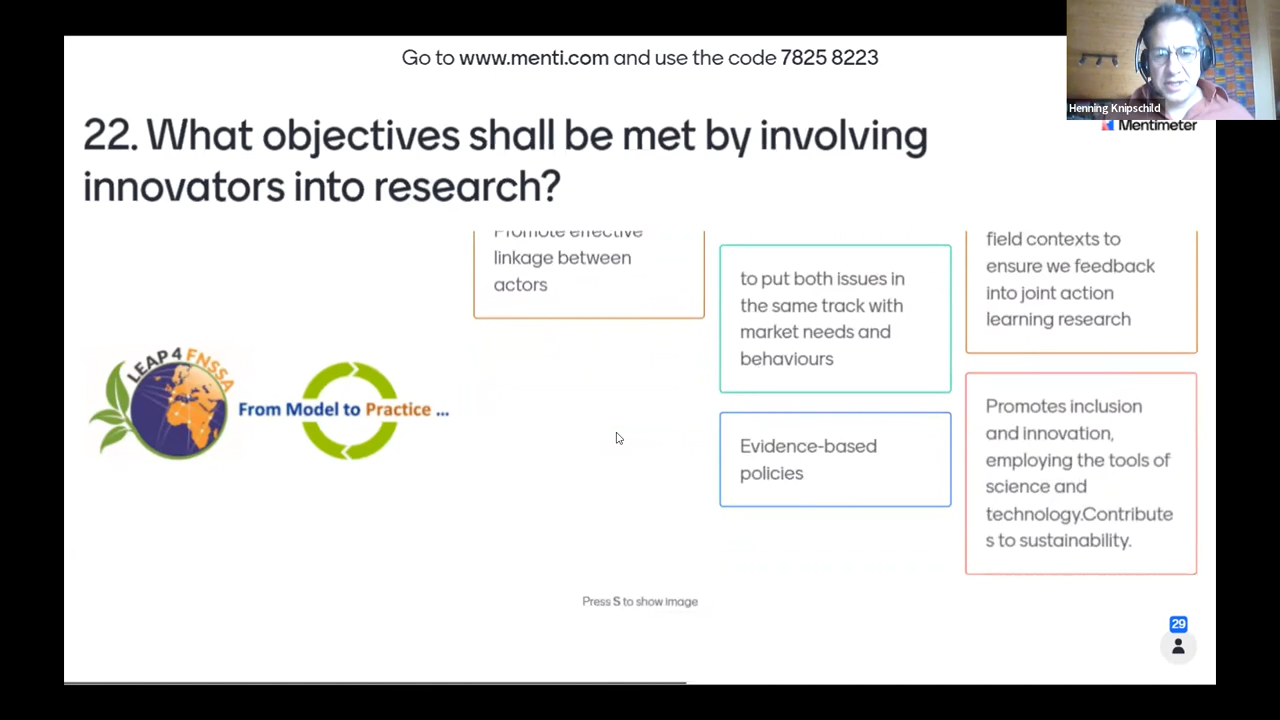 Go to www.menti.com and use the code 7825 8223
Henning Knipschild
Mentimeter
22. What objectives shall be met by involving
innovators into research?
Promote effective
linkage between
actors
to put both issues in
the same track with
market needs and
behaviours
Evidence-based
policies
field contexts to
ensure we feedback
into joint action
learning research
Promotes inclusion
and innovation,
employing the tools of
science and
technology.Contribute
s to sustainability.
LEAP4FNSSA
From Model to Practice ...
Press S to show image
29